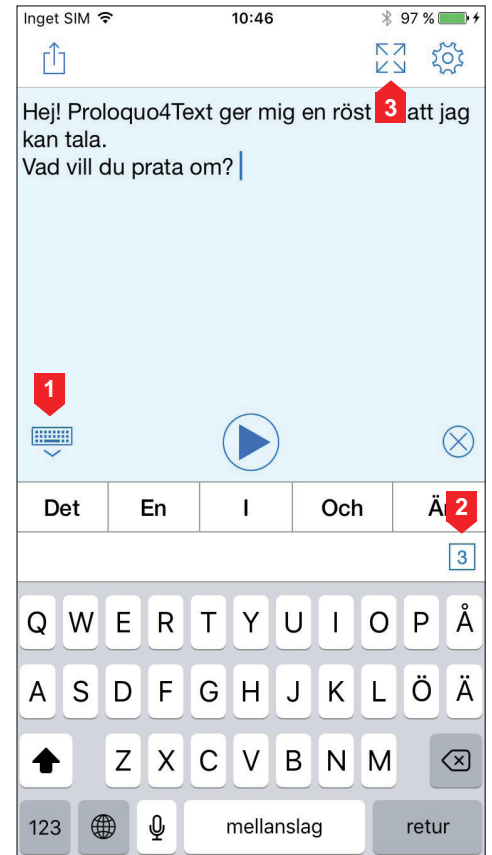 Inget SIM 10:46 97 %
3
Hej! Proloquo4Text ger mig en röst att jag
kan tala.
Vad vill du prata om?
1
Det En I Och
2
3
Q W E R T Y U I O P Å
A S D F G H J K L Ö Ä
Z X C V B N M
123 mellanslag retur